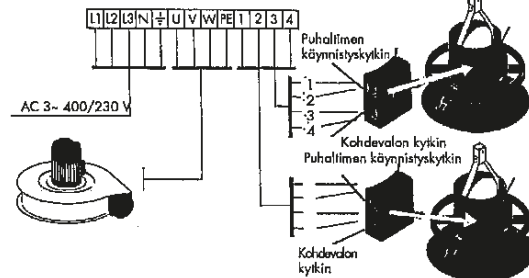 L1 L2 L3 N ⏚ U V W PE 1 2 3 4
Puhaltimen
käynnistyskytkin
1
2
3
4
AC 3~ 400/230 V
Kohdevalon kytkin
Puhaltimen käynnistyskytkin
Kohdevalon
kytkin